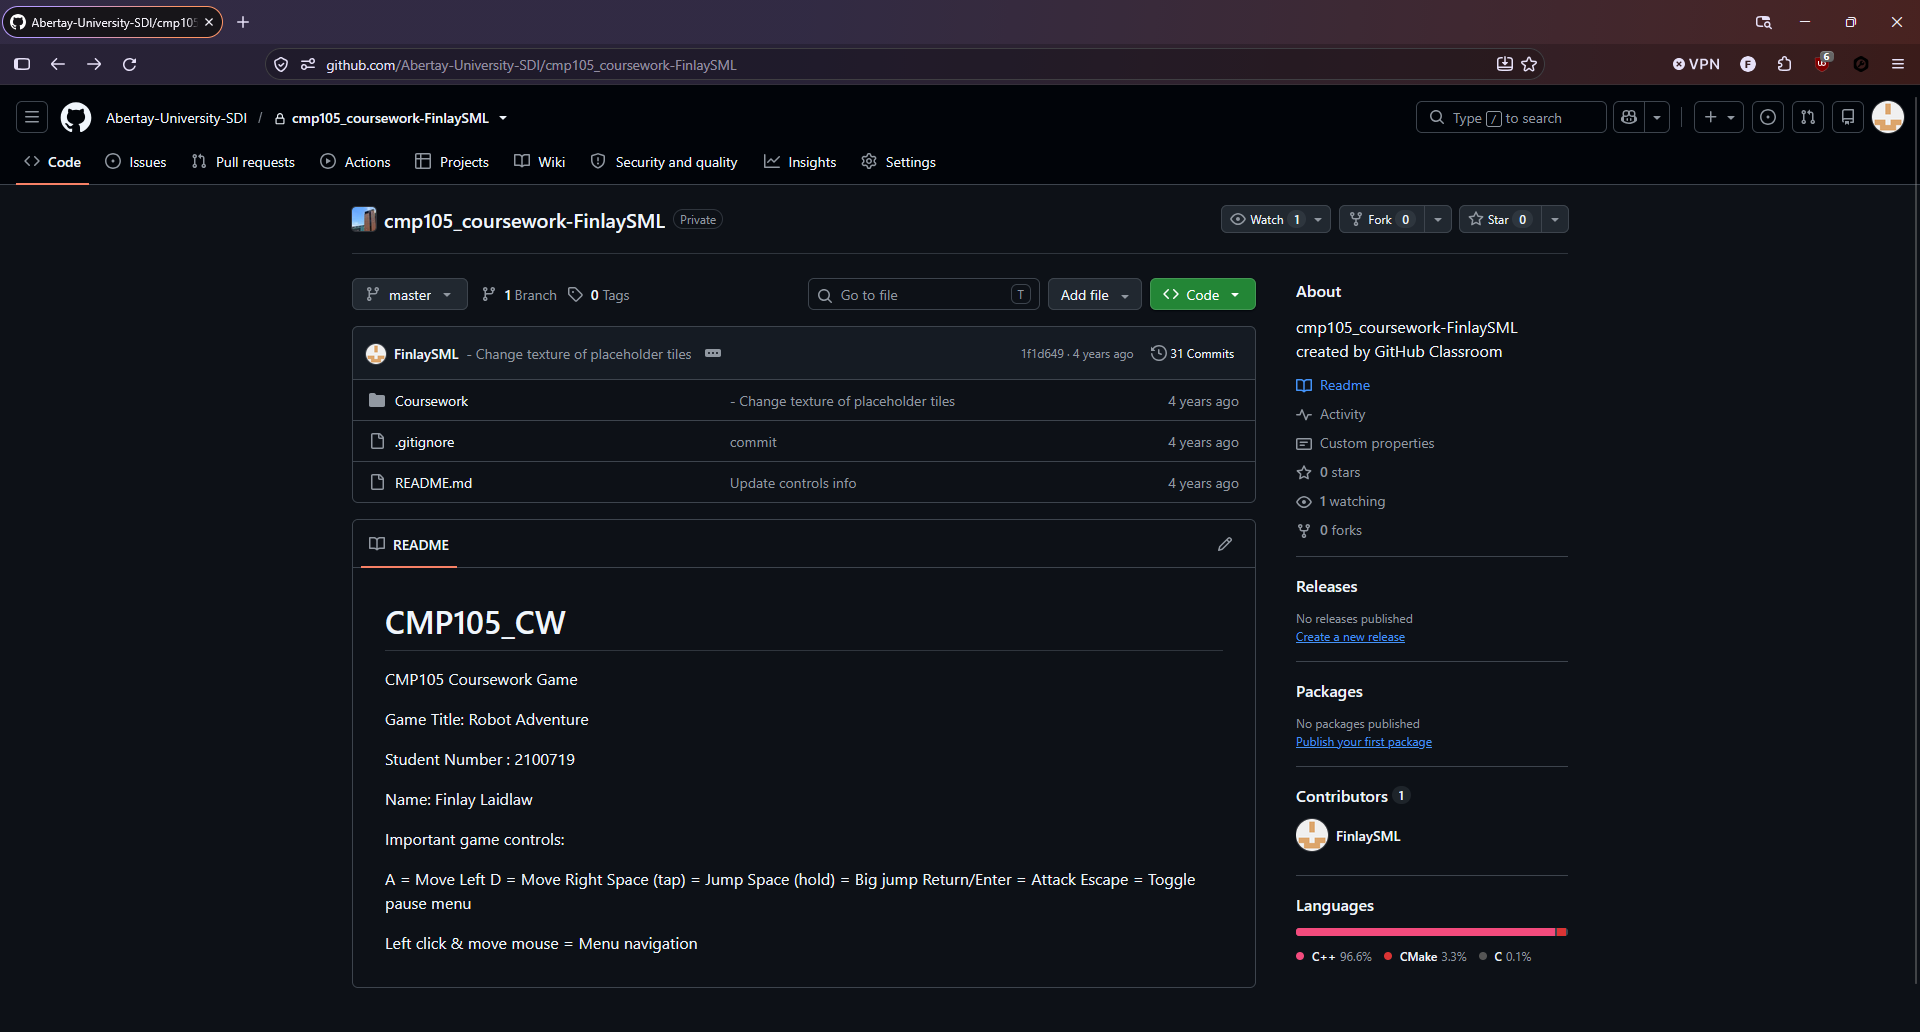 Abertay-University-SDI/cmp105
VPN
F
6
github.com/Abertay-University-SDI/cmp105_coursework-FinlaySML
Abertay-University-SDI / cmp105_coursework-FinlaySML
Type / to search
Code
Issues
Pull requests
Actions
Projects
Wiki
Security and quality
Insights
Settings
cmp105_coursework-FinlaySML Private
Watch 1
Fork 0
Star 0
master
1 Branch
0 Tags
Go to file
T
Add file
Code
FinlaySML - Change texture of placeholder tiles
1f1d649 · 4 years ago
31 Commits
Coursework - Change texture of placeholder tiles 4 years ago
.gitignore commit 4 years ago
README.md Update controls info 4 years ago
README
CMP105_CW
CMP105 Coursework Game
Game Title: Robot Adventure
Student Number : 2100719
Name: Finlay Laidlaw
Important game controls:
A = Move Left D = Move Right Space (tap) = Jump Space (hold) = Big jump Return/Enter = Attack Escape = Toggle
pause menu
Left click & move mouse = Menu navigation
About
cmp105_coursework-FinlaySML
created by GitHub Classroom
Readme
Activity
Custom properties
0 stars
1 watching
0 forks
Releases
No releases published
Create a new release
Packages
No packages published
Publish your first package
Contributors 1
FinlaySML
Languages
C++ 96.6%
CMake 3.3%
C 0.1%